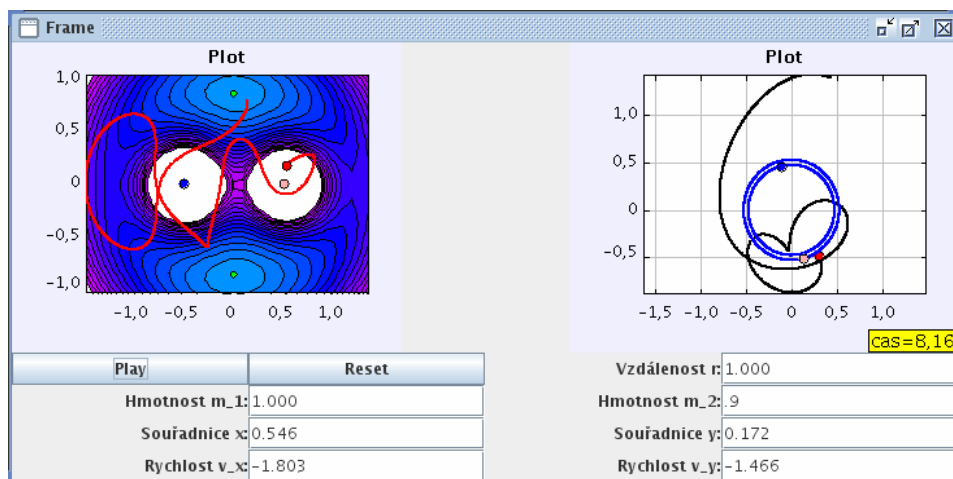 Frame
Plot
1,0
0,5
0
-0,5
-1,0
-1,0 -0,5 0 0,5 1,0
Plot
1,0
0,5
0
-0,5
-1,5 -1,0 -0,5 0 0,5 1,0
cas=8,16
Play Reset Vzdálenost r: 1.000
Hmotnost m_1: 1.000 Hmotnost m_2: .9
Souřadnice x: 0.546 Souřadnice y: 0.172
Rychlost v_x: -1.803 Rychlost v_y: -1.466